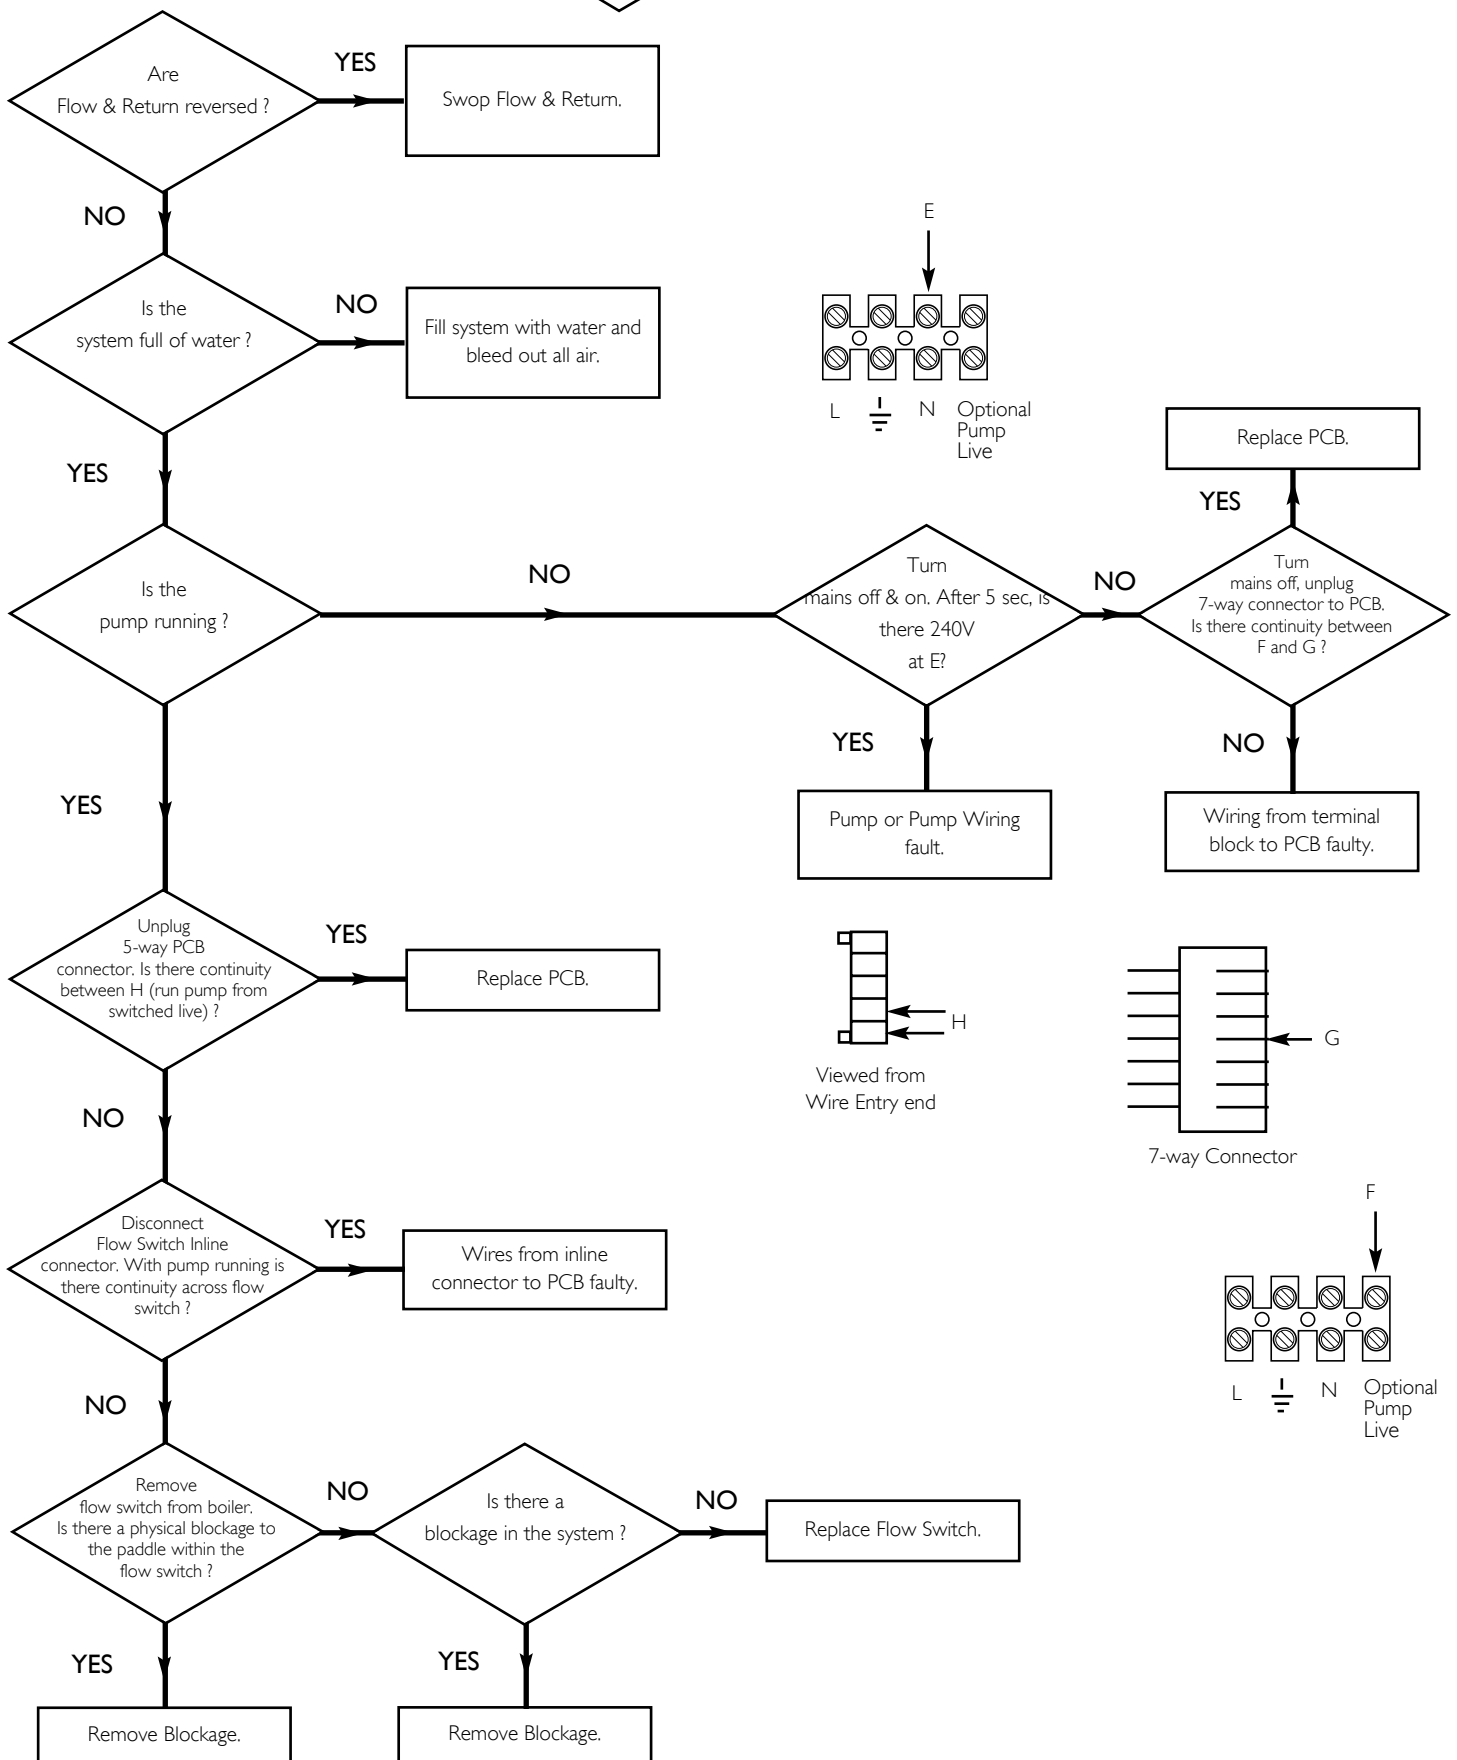 Are
Flow & Return reversed ?
YES
Swop Flow & Return.
NO
Is the
system full of water ?
NO
Fill system with water and
bleed out all air.
E
L
N
Optional
Pump
Live
YES
Replace PCB.
YES
Is the
pump running ?
NO
Turn
mains off & on. After 5 sec, is
there 240V
at E?
NO
Turn
mains off, unplug
7-way connector to PCB.
Is there continuity between
F and G ?
YES
Pump or Pump Wiring
fault.
NO
Wiring from terminal
block to PCB faulty.
YES
Unplug
5-way PCB
connector. Is there continuity
between H (run pump from
switched live) ?
YES
Replace PCB.
H
Viewed from
Wire Entry end
G
7-way Connector
NO
Disconnect
Flow Switch Inline
connector. With pump running is
there continuity across flow
switch ?
YES
Wires from inline
connector to PCB faulty.
F
L
N
Optional
Pump
Live
NO
Remove
flow switch from boiler.
Is there a physical blockage to
the paddle within the
flow switch ?
NO
Is there a
blockage in the system ?
NO
Replace Flow Switch.
YES
Remove Blockage.
YES
Remove Blockage.